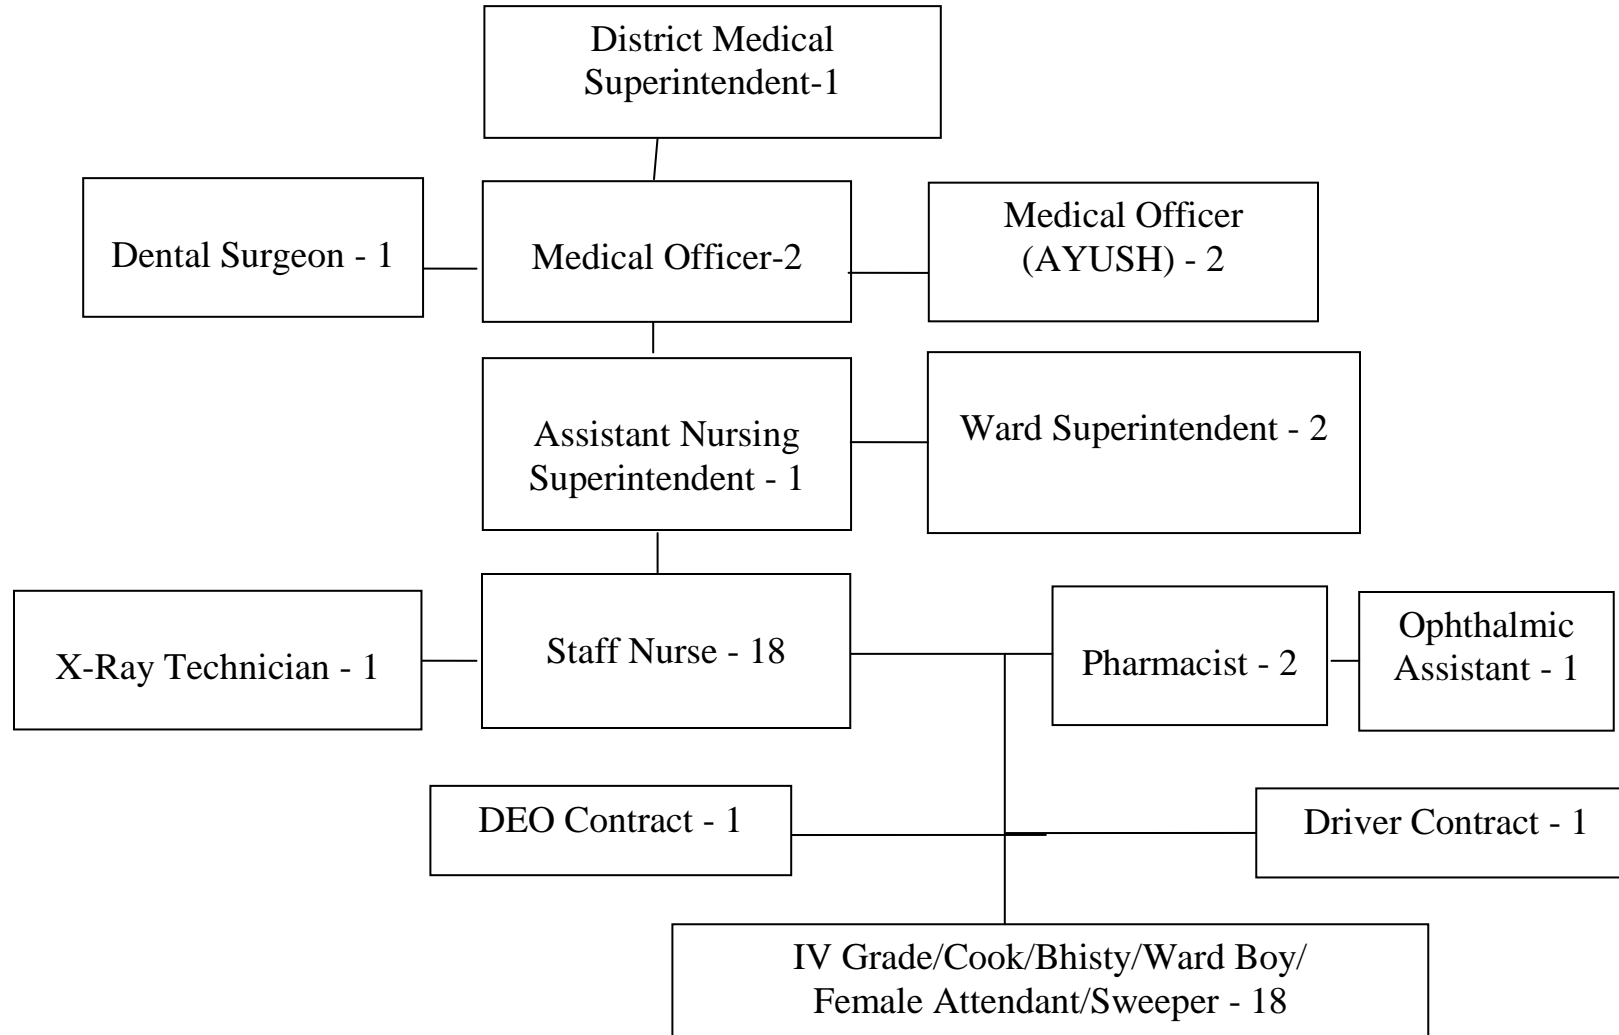 District Medical
Superintendent-1
Dental Surgeon - 1
Medical Officer-2
Medical Officer
(AYUSH) - 2
Assistant Nursing
Superintendent - 1
Ward Superintendent - 2
X-Ray Technician - 1
Staff Nurse - 18
Pharmacist - 2
Ophthalmic
Assistant - 1
DEO Contract - 1
Driver Contract - 1
IV Grade/Cook/Bhisty/Ward Boy/
Female Attendant/Sweeper - 18